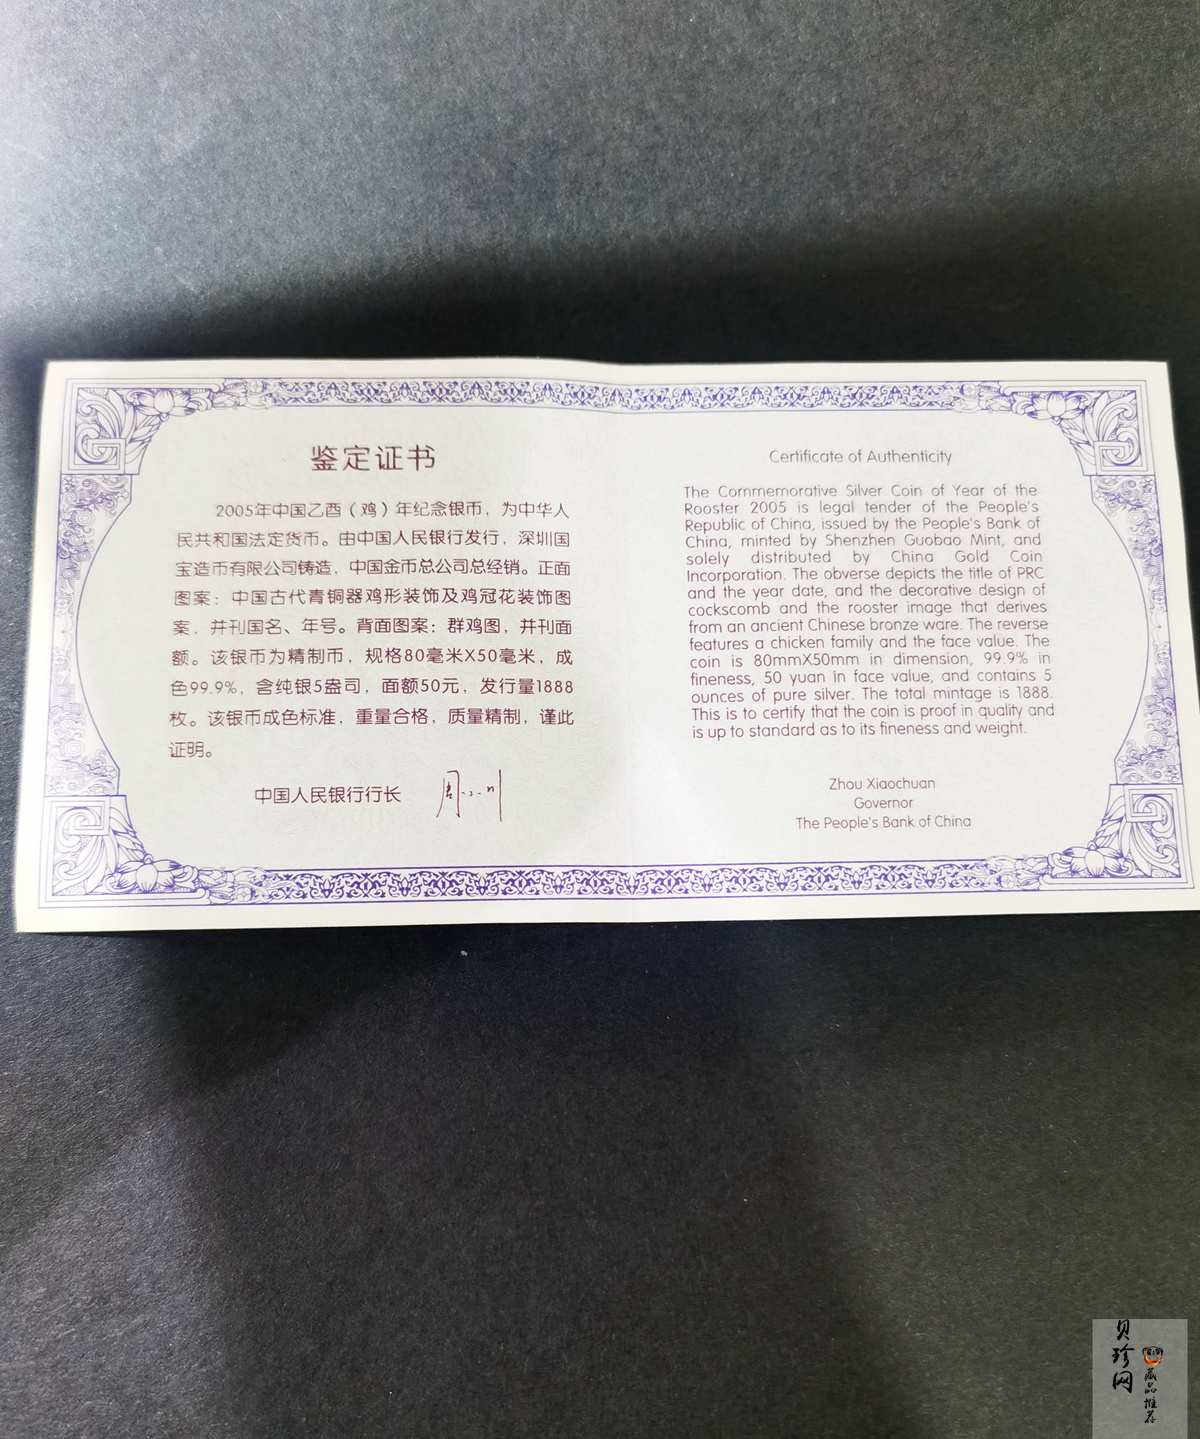 鉴定证书
2005年中国乙酉（鸡）年纪念银币，为中华人
民共和国法定货币。由中国人民银行发行，深圳国
宝造币有限公司铸造，中国金币总公司总经销。正面
图案：中国古代青铜器鸡形装饰及鸡冠花装饰图
案，并刊国名、年号。背面图案：群鸡图，并刊面
额。该银币为精制币，规格80毫米X50毫米，成
色99.9%，含纯银5盎司，面额50元，发行量1888
枚。该银币成色标准，重量合格，质量精制，谨此
证明。
中国人民银行行长 周小川
Certificate of Authenticity
The Commemorative Silver Coin of Year of the
Rooster 2005 is legal tender of the People's
Republic of China, issued by the People's Bank of
China, minted by Shenzhen Guobao Mint, and
solely distributed by China Gold Coin
Incorporation. The obverse depicts the title of PRC
and the year date, and the decorative design of
cockscomb and the rooster image that derives
from an ancient Chinese bronze ware. The reverse
features a chicken family and the face value. The
coin is 80mmX50mm in dimension, 99.9% in
fineness, 50 yuan in face value, and contains 5
ounces of pure silver. The total mintage is 1888.
This is to certify that the coin is proof in quality and
is up to standard as to its fineness and weight.
Zhou Xiaochuan
Governor
The People's Bank of China
贝珍网
藏品推荐